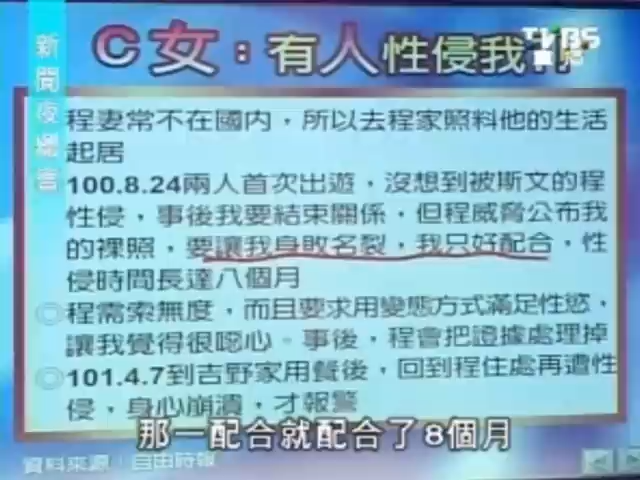 新聞夜總會
TVBS
C女：有人性侵我!!
程妻常不在國內，所以去程家照料他的生活
起居
100.8.24兩人首次出遊，沒想到被斯文的程
性侵，事後我要結束關係，但程威脅公布我
的裸照，要讓我身敗名裂，我只好配合，性
侵時間長達八個月
◎程需索無度，而且要求用變態方式滿足性慾，
讓我覺得很噁心。事後，程會把證據處理掉
◎101.4.7到吉野家用餐後，回到程住處再遭性
侵，身心崩潰，才報警
那一配合就配合了8個月
資料來源：自由時報